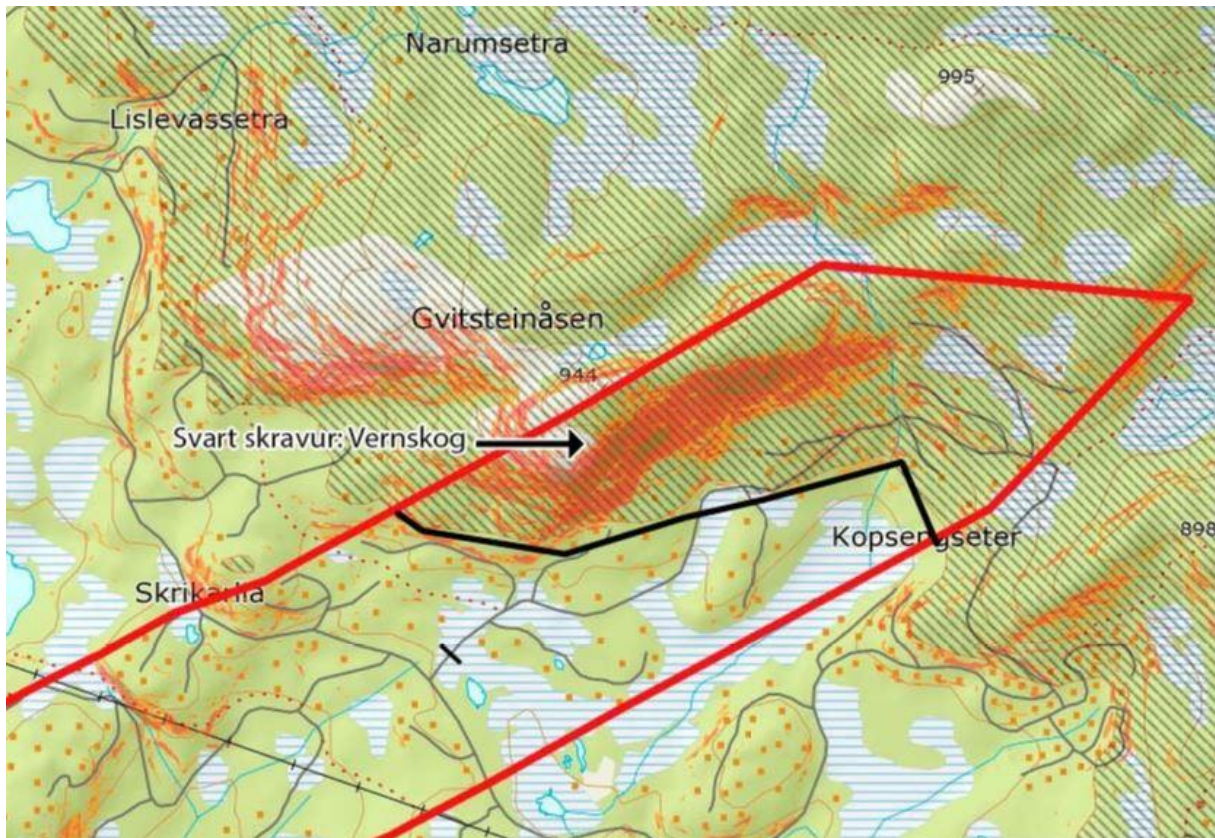 Narumsetra
995
Lislevassetra
Gvitsteinåsen
944
Svart skravur: Vernskog
Kopsengseter
898
Skrikarlia